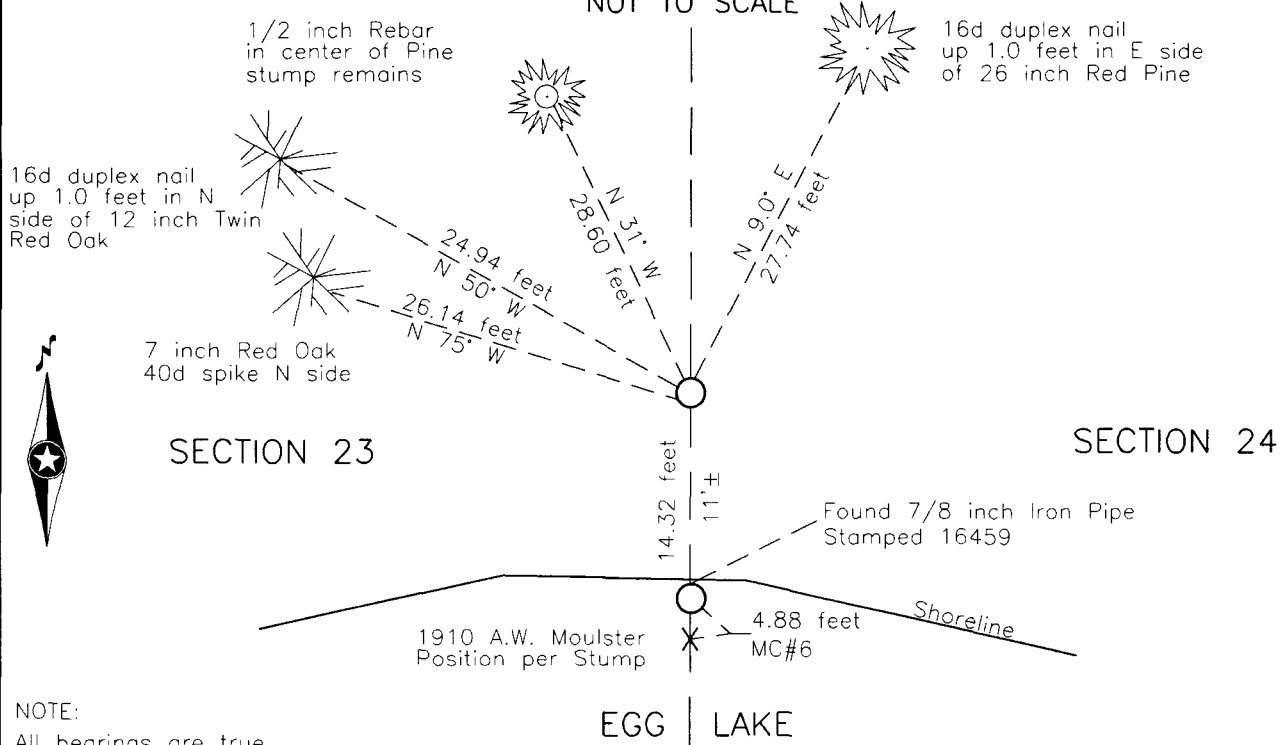 NOT TO SCALE
1/2 inch Rebar
in center of Pine
stump remains
16d duplex nail
up 1.0 feet in E side
of 26 inch Red Pine
16d duplex nail
up 1.0 feet in N
side of 12 inch Twin
Red Oak
24.94 feet
N 50° W
N 31° W
28.60 feet
N 9.0° E
27.74 feet
26.14 feet
N 75° W
7 inch Red Oak
40d spike N side
N
SECTION 23
SECTION 24
14.32 feet
11'±
Found 7/8 inch Iron Pipe
Stamped 16459
Shoreline
4.88 feet
MC#6
1910 A.W. Moulster
Position per Stump
NOTE:
All bearings are true
EGG LAKE